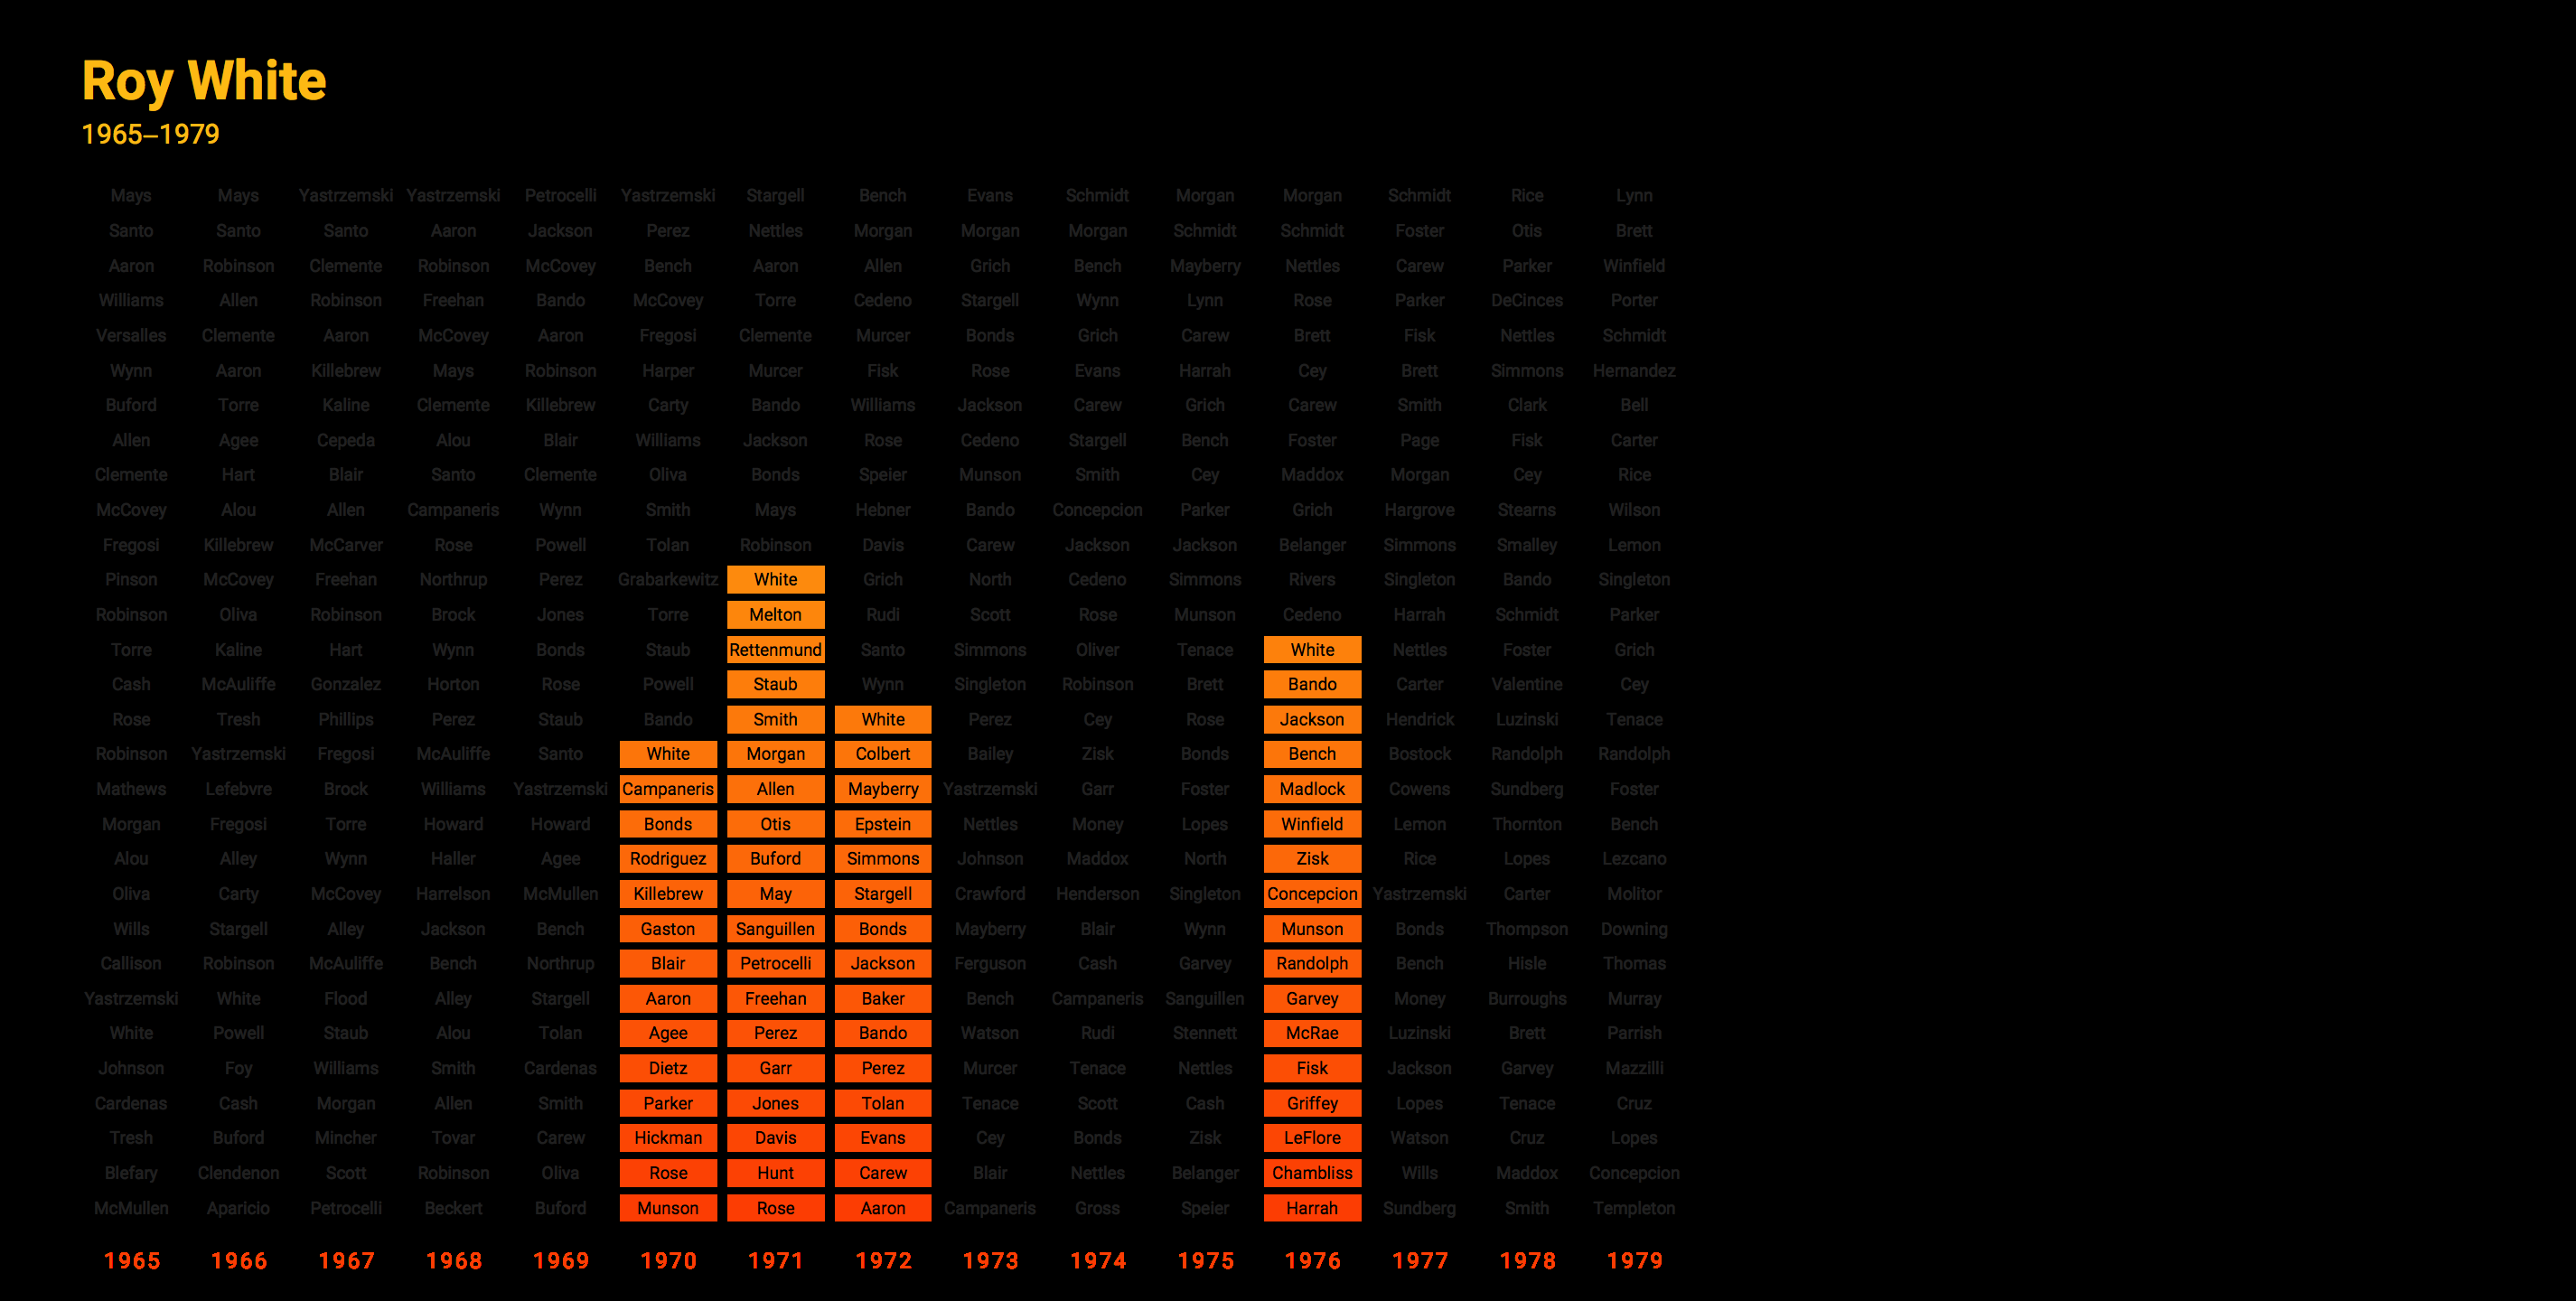 Roy White
1965–1979
Mays Mays Yastrzemski Yastrzemski Petrocelli Yastrzemski Stargell Bench Evans Schmidt Morgan Morgan Schmidt Rice Lynn
Santo Santo Santo Aaron Jackson Perez Nettles Morgan Morgan Morgan Schmidt Schmidt Foster Otis Brett
Aaron Robinson Clemente Robinson McCovey Bench Aaron Allen Grich Bench Mayberry Nettles Carew Parker Winfield
Williams Allen Robinson Freehan Bando McCovey Torre Cedeno Stargell Wynn Lynn Rose Parker DeCinces Porter
Versalles Clemente Aaron McCovey Aaron Fregosi Clemente Murcer Bonds Grich Carew Brett Fisk Nettles Schmidt
Wynn Aaron Killebrew Mays Robinson Harper Murcer Fisk Rose Evans Harrah Cey Brett Simmons Hernandez
Buford Torre Kaline Clemente Killebrew Carty Bando Williams Jackson Carew Grich Carew Smith Clark Bell
Allen Agee Cepeda Alou Blair Williams Jackson Rose Cedeno Stargell Bench Foster Page Fisk Carter
Clemente Hart Blair Santo Clemente Oliva Bonds Speier Munson Smith Cey Maddox Morgan Cey Rice
McCovey Alou Allen Campaneris Wynn Smith Mays Hebner Bando Concepcion Parker Grich Hargrove Stearns Wilson
Fregosi Killebrew McCarver Rose Powell Tolan Robinson Davis Carew Jackson Jackson Belanger Simmons Smalley Lemon
Pinson McCovey Freehan Northrup Perez Grabarkewitz White Grich North Cedeno Simmons Rivers Singleton Bando Singleton
Robinson Oliva Robinson Brock Jones Torre Melton Rudi Scott Rose Munson Cedeno Harrah Schmidt Parker
Torre Kaline Hart Wynn Bonds Staub Rettenmund Santo Simmons Oliver Tenace White Nettles Foster Grich
Cash McAuliffe Gonzalez Horton Rose Powell Staub Wynn Singleton Robinson Brett Bando Carter Valentine Cey
Rose Tresh Phillips Perez Staub Bando Smith White Perez Cey Rose Jackson Hendrick Luzinski Tenace
Robinson Yastrzemski Fregosi McAuliffe Santo White Morgan Colbert Bailey Zisk Bonds Bench Bostock Randolph Randolph
Mathews Lefebvre Brock Williams Yastrzemski Campaneris Allen Mayberry Yastrzemski Garr Foster Madlock Cowens Sundberg Foster
Morgan Fregosi Torre Howard Howard Bonds Otis Epstein Nettles Money Lopes Winfield Lemon Thornton Bench
Alou Alley Wynn Haller Agee Rodriguez Buford Simmons Johnson Maddox North Zisk Rice Lopes Lezcano
Oliva Carty McCovey Harrelson McMullen Killebrew May Stargell Crawford Henderson Singleton Concepcion Yastrzemski Carter Molitor
Wills Stargell Alley Jackson Bench Gaston Sanguillen Bonds Mayberry Blair Wynn Munson Bonds Thompson Downing
Callison Robinson McAuliffe Bench Northrup Blair Petrocelli Jackson Ferguson Cash Garvey Randolph Bench Hisle Thomas
Yastrzemski White Flood Alley Stargell Aaron Freehan Baker Bench Campaneris Sanguillen Garvey Money Burroughs Murray
White Powell Staub Alou Tolan Agee Perez Bando Watson Rudi Stennett McRae Luzinski Brett Parrish
Johnson Foy Williams Smith Cardenas Dietz Garr Perez Murcer Tenace Nettles Fisk Jackson Garvey Mazzilli
Cardenas Cash Morgan Allen Smith Parker Jones Tolan Tenace Scott Cash Griffey Lopes Tenace Cruz
Tresh Buford Mincher Tovar Carew Hickman Davis Evans Cey Bonds Zisk LeFlore Watson Cruz Lopes
Blefary Clendenon Scott Robinson Oliva Rose Hunt Carew Blair Nettles Belanger Chambliss Wills Maddox Concepcion
McMullen Aparicio Petrocelli Beckert Buford Munson Rose Aaron Campaneris Gross Speier Harrah Sundberg Smith Templeton
1965 1966 1967 1968 1969 1970 1971 1972 1973 1974 1975 1976 1977 1978 1979